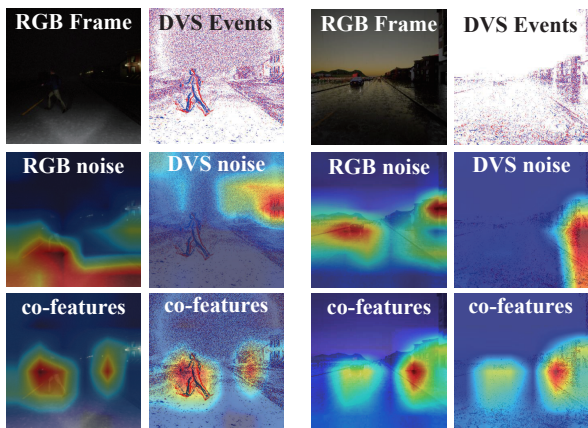 RGB Frame
DVS Events
RGB Frame
DVS Events
RGB noise
DVS noise
RGB noise
DVS noise
co-features
co-features
co-features
co-features